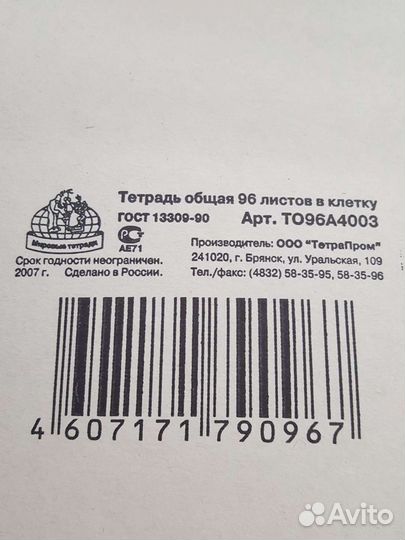 Тетрадь общая 96 листов в клетку
ГОСТ 13309-90 Арт. ТО96А4003
Мировые тетради
АЕ71
Производитель: ООО "ТетраПром"
Срок годности неограничен.
241020, г. Брянск, ул. Уральская, 109
2007 г. Сделано в России.
Тел./факс: (4832) 58-35-95, 58-35-96
4 607171 790967
Avito